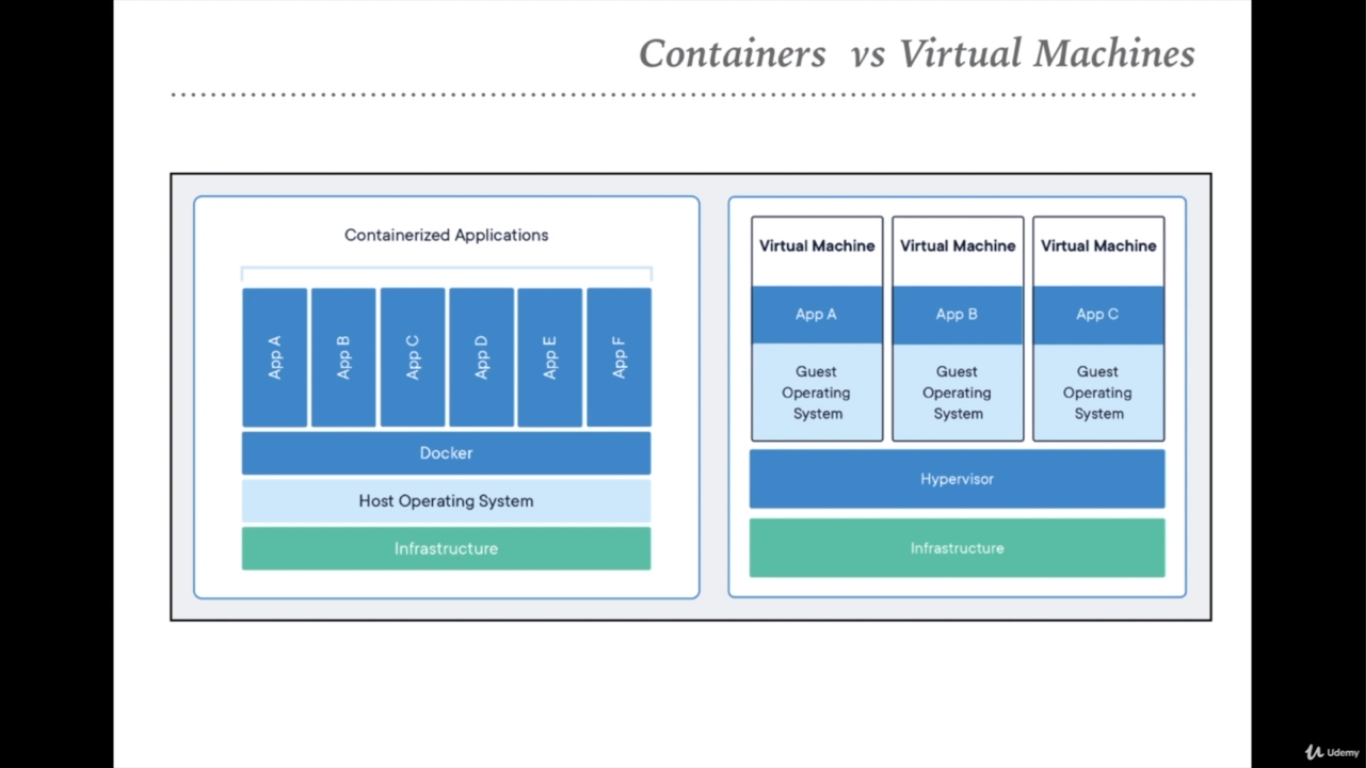 Containers vs Virtual Machines
Containerized Applications
App A
App B
App C
App D
App E
App F
Docker
Host Operating System
Infrastructure
Virtual Machine
App A
Guest
Operating
System
Virtual Machine
App B
Guest
Operating
System
Virtual Machine
App C
Guest
Operating
System
Hypervisor
Infrastructure
Udemy